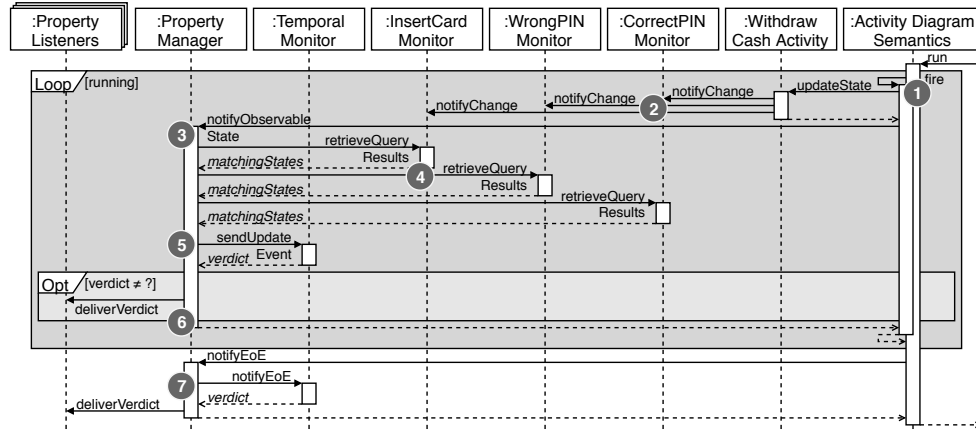 :Property
Listeners
:Property
Manager
:Temporal
Monitor
:InsertCard
Monitor
:WrongPIN
Monitor
:CorrectPIN
Monitor
:Withdraw
Cash Activity
:Activity Diagram
Semantics
run
Loop
[running]
fire
1
updateState
notifyChange
notifyChange
notifyChange
2
notifyObservable
State
3
retrieveQuery
Results
matchingStates
4
retrieveQuery
Results
matchingStates
retrieveQuery
Results
matchingStates
5
sendUpdate
Event
verdict
Opt
[verdict ≠ ?]
deliverVerdict
6
notifyEoE
7
notifyEoE
verdict
deliverVerdict